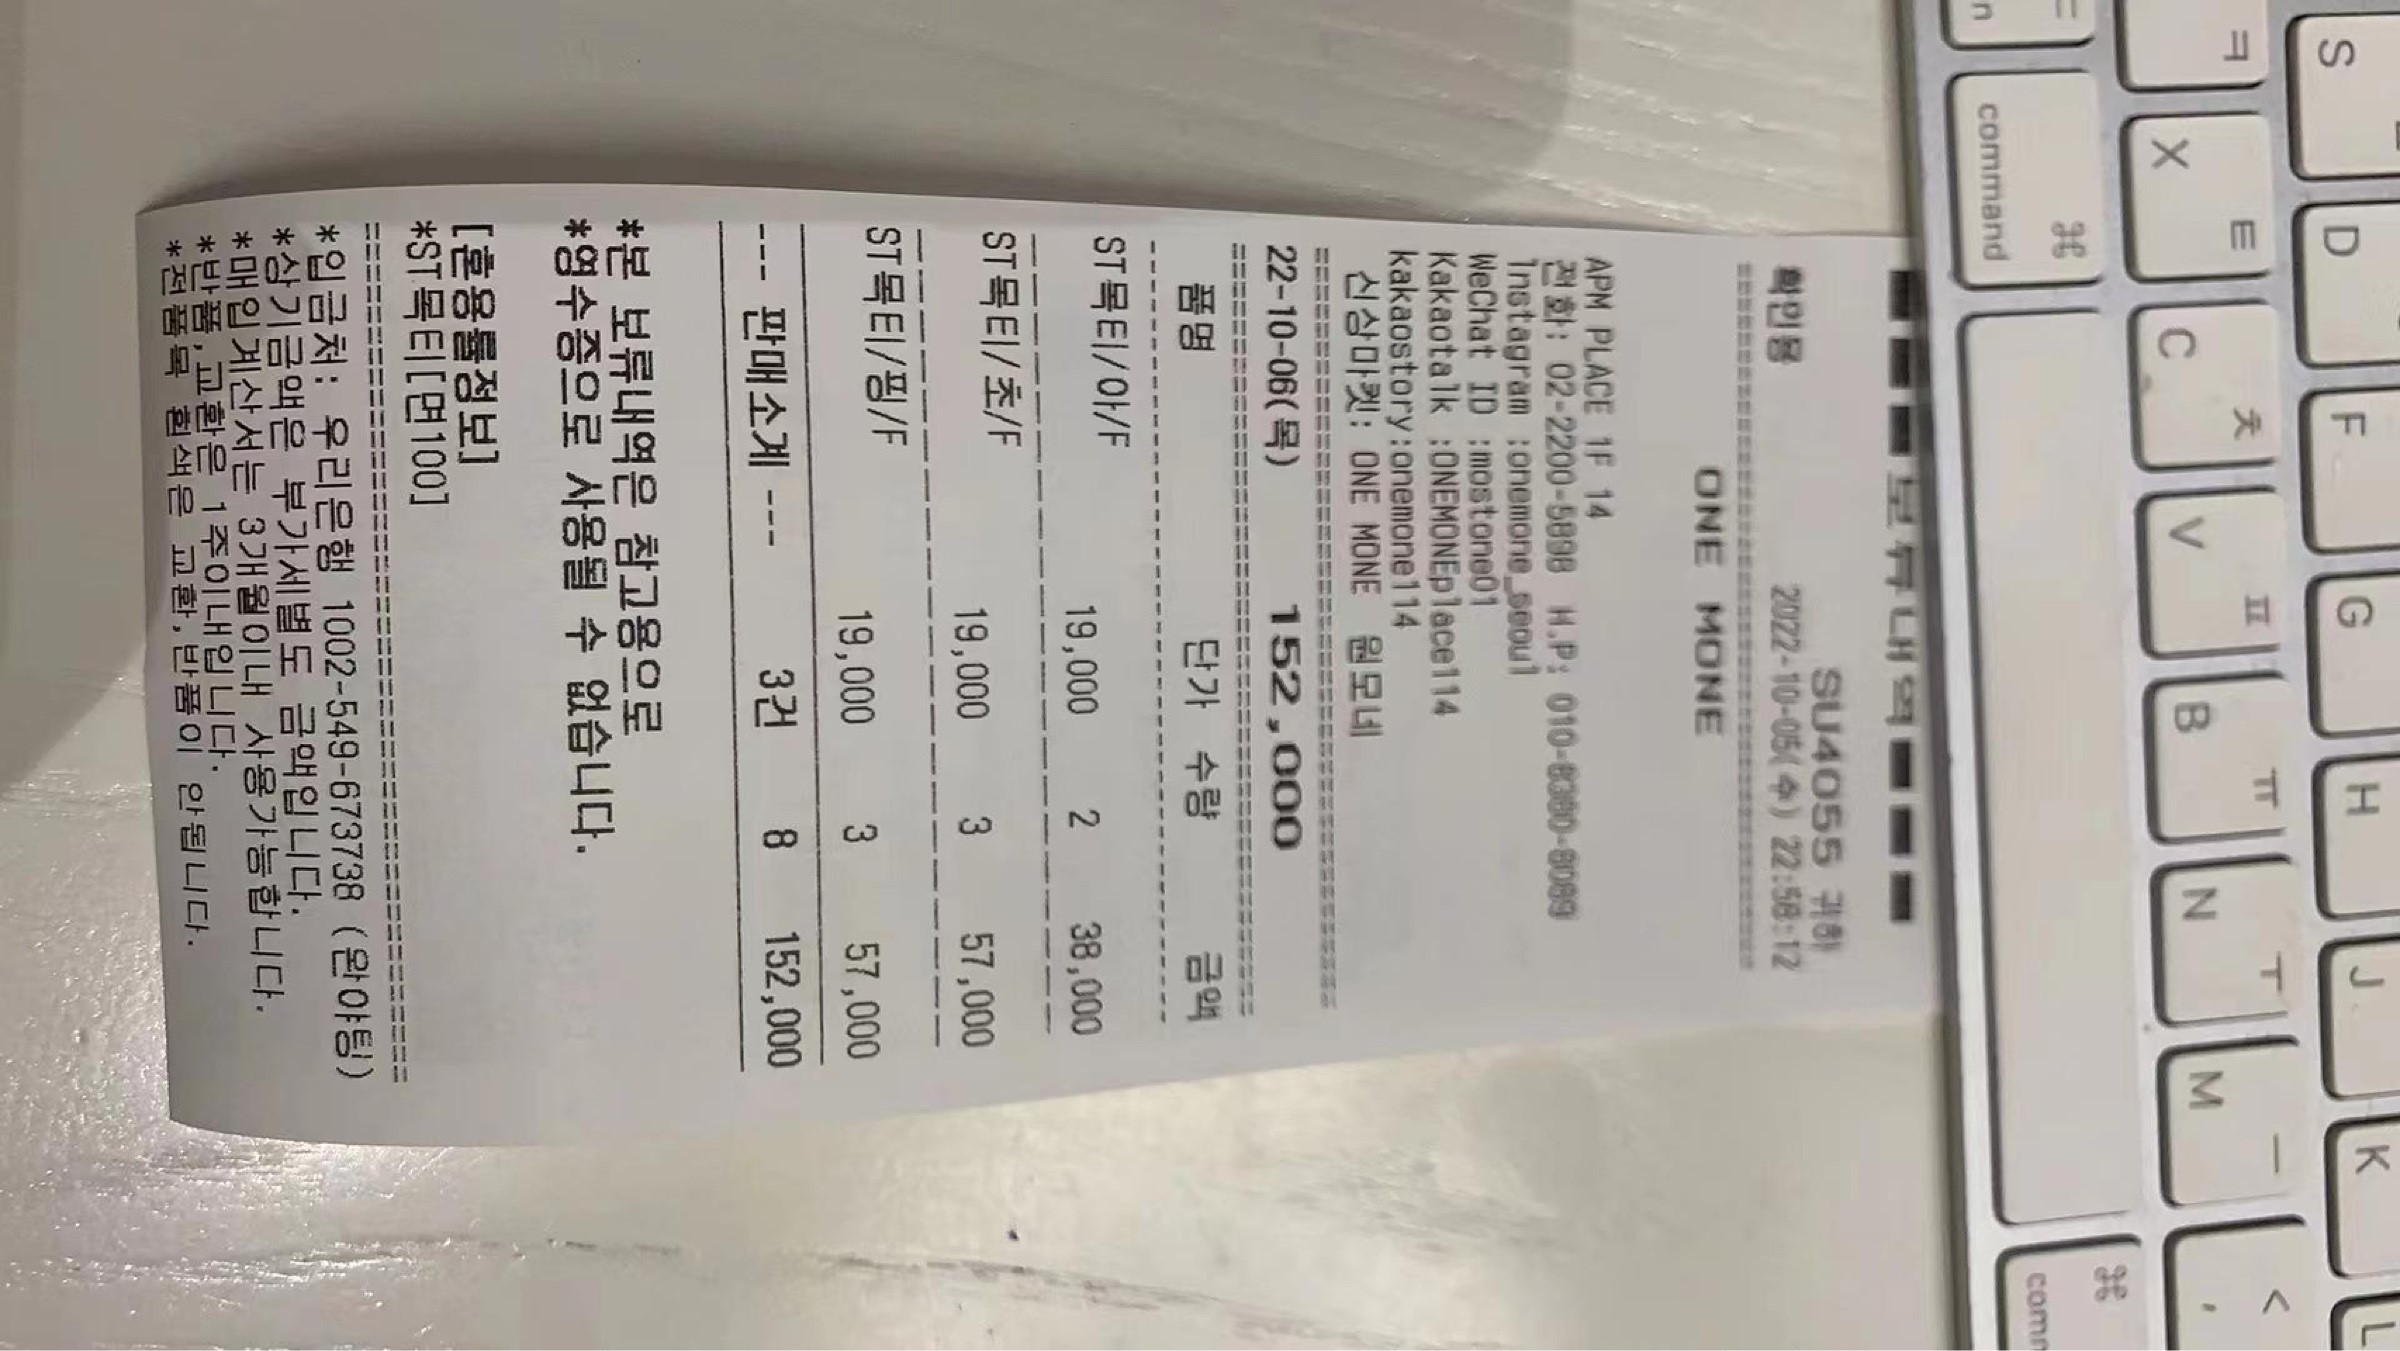 ■■■보류내역■■■
SU4055 귀하
확인용 2022-10-05(수) 22:58:12
==============================
ONE MONE
APM PLACE 1F 14
전화: 02-2200-5898 H.P: 010-8380-8089
Instagram :onemone_seoul
WeChat ID :mostone01
Kakaotalk :ONEMONEplace114
kakaostory:onemone114
신상마켓: ONE MONE 원모네
==============================
22-10-06(목) 152,000
==============================
품명 단가 수량 금액
------------------------------
ST목티/아/F
19,000 2 38,000
ST목티/초/F
19,000 3 57,000
ST목티/핑/F
19,000 3 57,000
--- 판매소계 --- 3건 8 152,000
*본 보류내역은 참고용으로
*영수증으로 사용될 수 없습니다.
[혼용률정보]
*ST목티[면100]
==============================
*입금처: 우리은행 1002-549-673738 (완야팅)
*상기금액은 부가세별도 금액입니다.
*매입계산서는 3개월이내 사용가능합니다.
*반품,교환은 1주이내입니다.
*전품목 흰색은 교환,반품이 안됩니다.
S D F G H J K L
ㅋ X ㅌ C ㅊ V ㅍ B ㅠ N ㅜ M ㅡ < ,
n command ⌘ ⌘ comm